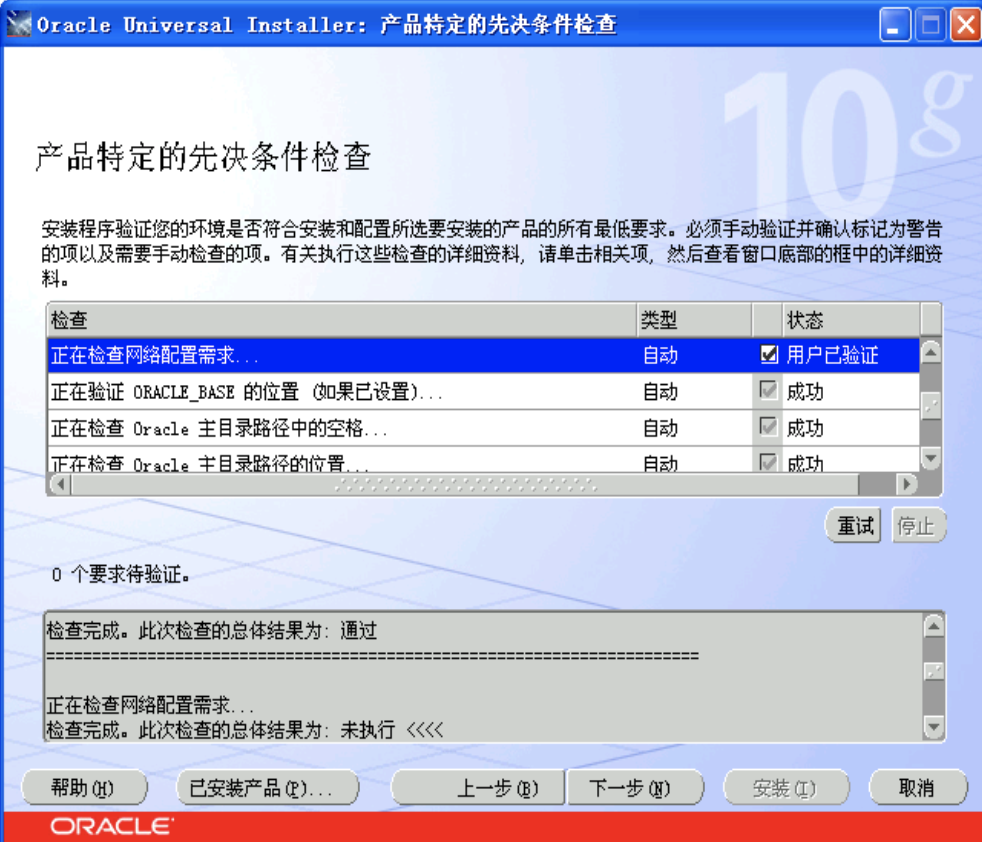 Oracle Universal Installer: 产品特定的先决条件检查
10g
产品特定的先决条件检查
安装程序验证您的环境是否符合安装和配置所选要安装的产品的所有最低要求。必须手动验证并确认标记为警告
的项以及需要手动检查的项。有关执行这些检查的详细资料, 请单击相关项, 然后查看窗口底部的框中的详细资
料。
检查 类型 状态
正在检查网络配置需求... 自动 用户已验证
正在验证 ORACLE_BASE 的位置 (如果已设置)... 自动 成功
正在检查 Oracle 主目录路径中的空格... 自动 成功
正在检查 Oracle 主目录路径的位置... 自动 成功
重试 停止
0 个要求待验证。
检查完成。此次检查的总体结果为: 通过
=======================================================================
正在检查网络配置需求...
检查完成。此次检查的总体结果为: 未执行 <<<<
帮助(H) 已安装产品(P)... 上一步(B) 下一步(N) 安装(I) 取消
ORACLE